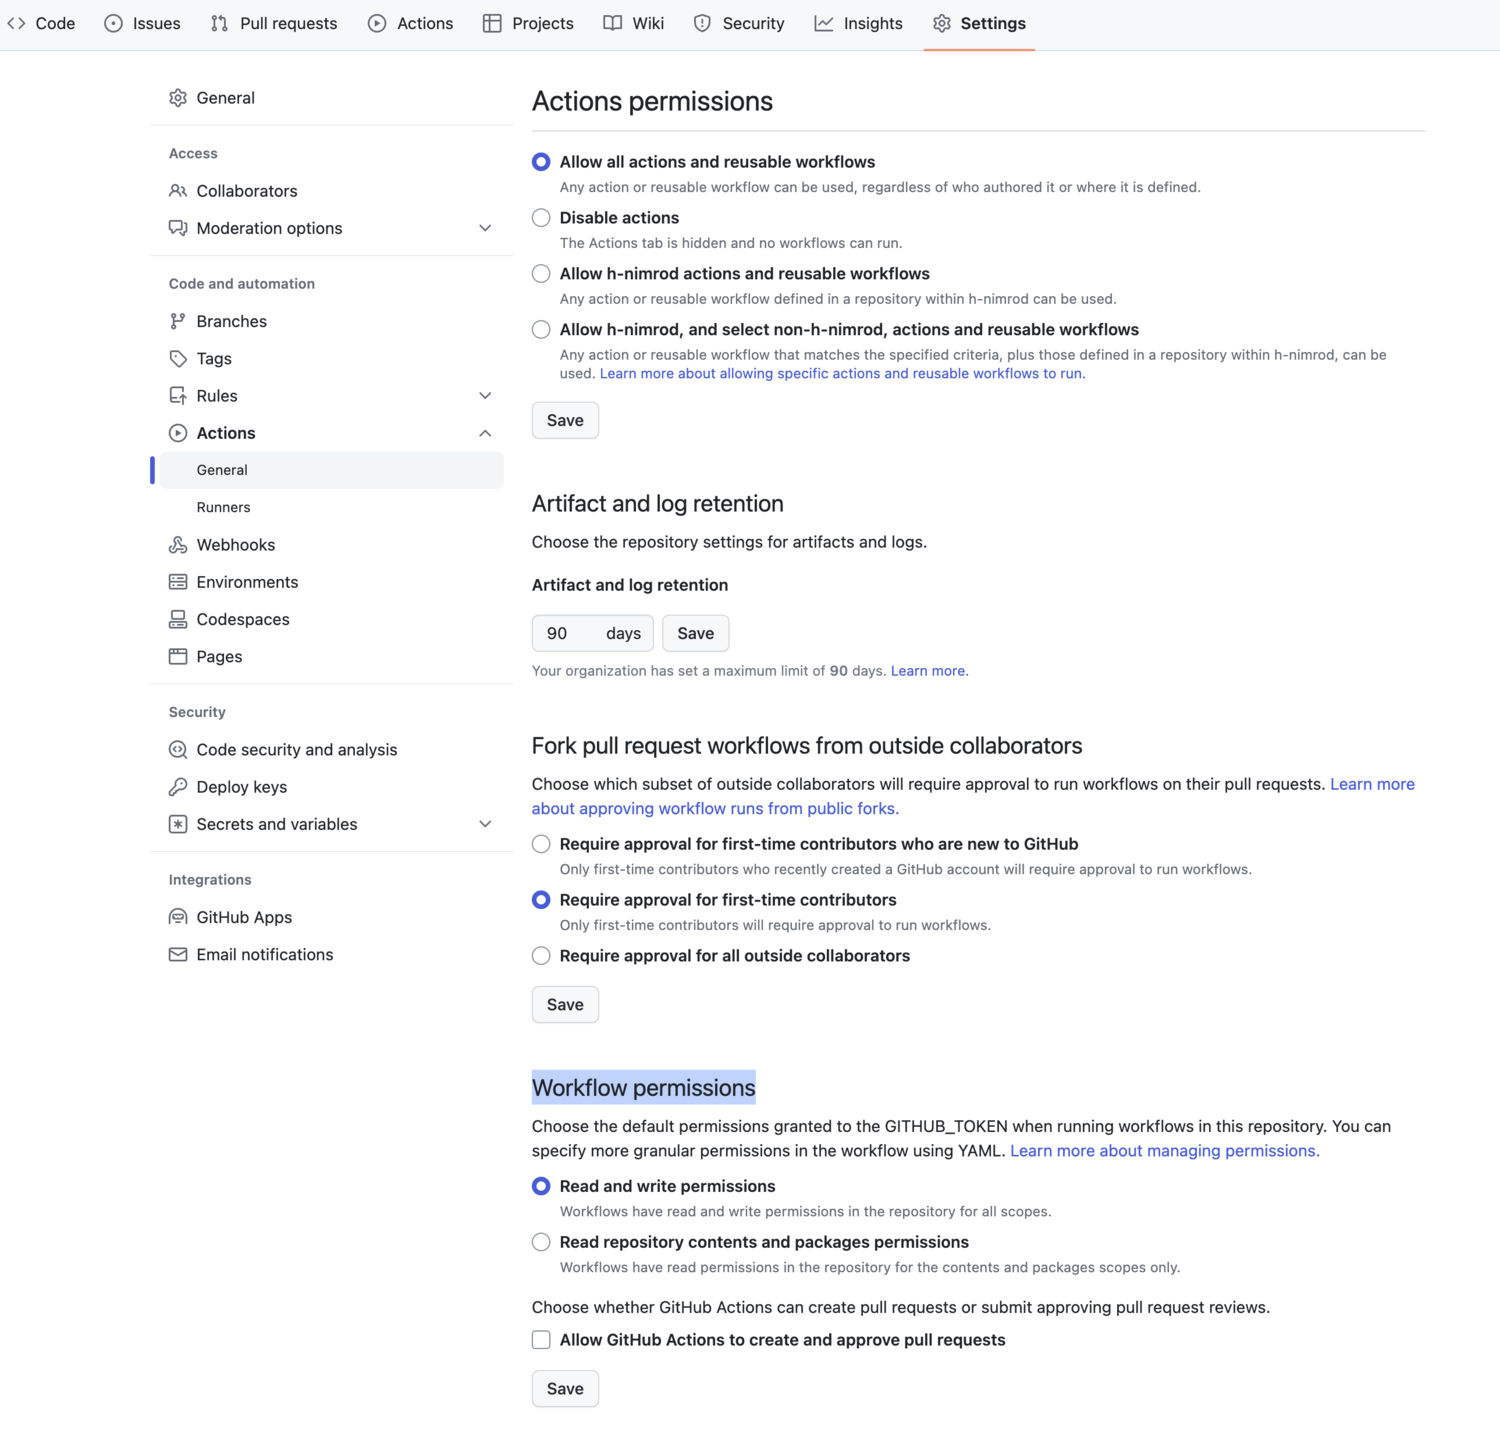 Code Issues Pull requests Actions Projects Wiki Security Insights Settings
General
Access
Collaborators
Moderation options
Code and automation
Branches
Tags
Rules
Actions
General
Runners
Webhooks
Environments
Codespaces
Pages
Security
Code security and analysis
Deploy keys
Secrets and variables
Integrations
GitHub Apps
Email notifications
Actions permissions
Allow all actions and reusable workflows
Any action or reusable workflow can be used, regardless of who authored it or where it is defined.
Disable actions
The Actions tab is hidden and no workflows can run.
Allow h-nimrod actions and reusable workflows
Any action or reusable workflow defined in a repository within h-nimrod can be used.
Allow h-nimrod, and select non-h-nimrod, actions and reusable workflows
Any action or reusable workflow that matches the specified criteria, plus those defined in a repository within h-nimrod, can be
used. Learn more about allowing specific actions and reusable workflows to run.
Save
Artifact and log retention
Choose the repository settings for artifacts and logs.
Artifact and log retention
90 days Save
Your organization has set a maximum limit of 90 days. Learn more.
Fork pull request workflows from outside collaborators
Choose which subset of outside collaborators will require approval to run workflows on their pull requests. Learn more
about approving workflow runs from public forks.
Require approval for first-time contributors who are new to GitHub
Only first-time contributors who recently created a GitHub account will require approval to run workflows.
Require approval for first-time contributors
Only first-time contributors will require approval to run workflows.
Require approval for all outside collaborators
Save
Workflow permissions
Choose the default permissions granted to the GITHUB_TOKEN when running workflows in this repository. You can
specify more granular permissions in the workflow using YAML. Learn more about managing permissions.
Read and write permissions
Workflows have read and write permissions in the repository for all scopes.
Read repository contents and packages permissions
Workflows have read permissions in the repository for the contents and packages scopes only.
Choose whether GitHub Actions can create pull requests or submit approving pull request reviews.
Allow GitHub Actions to create and approve pull requests
Save